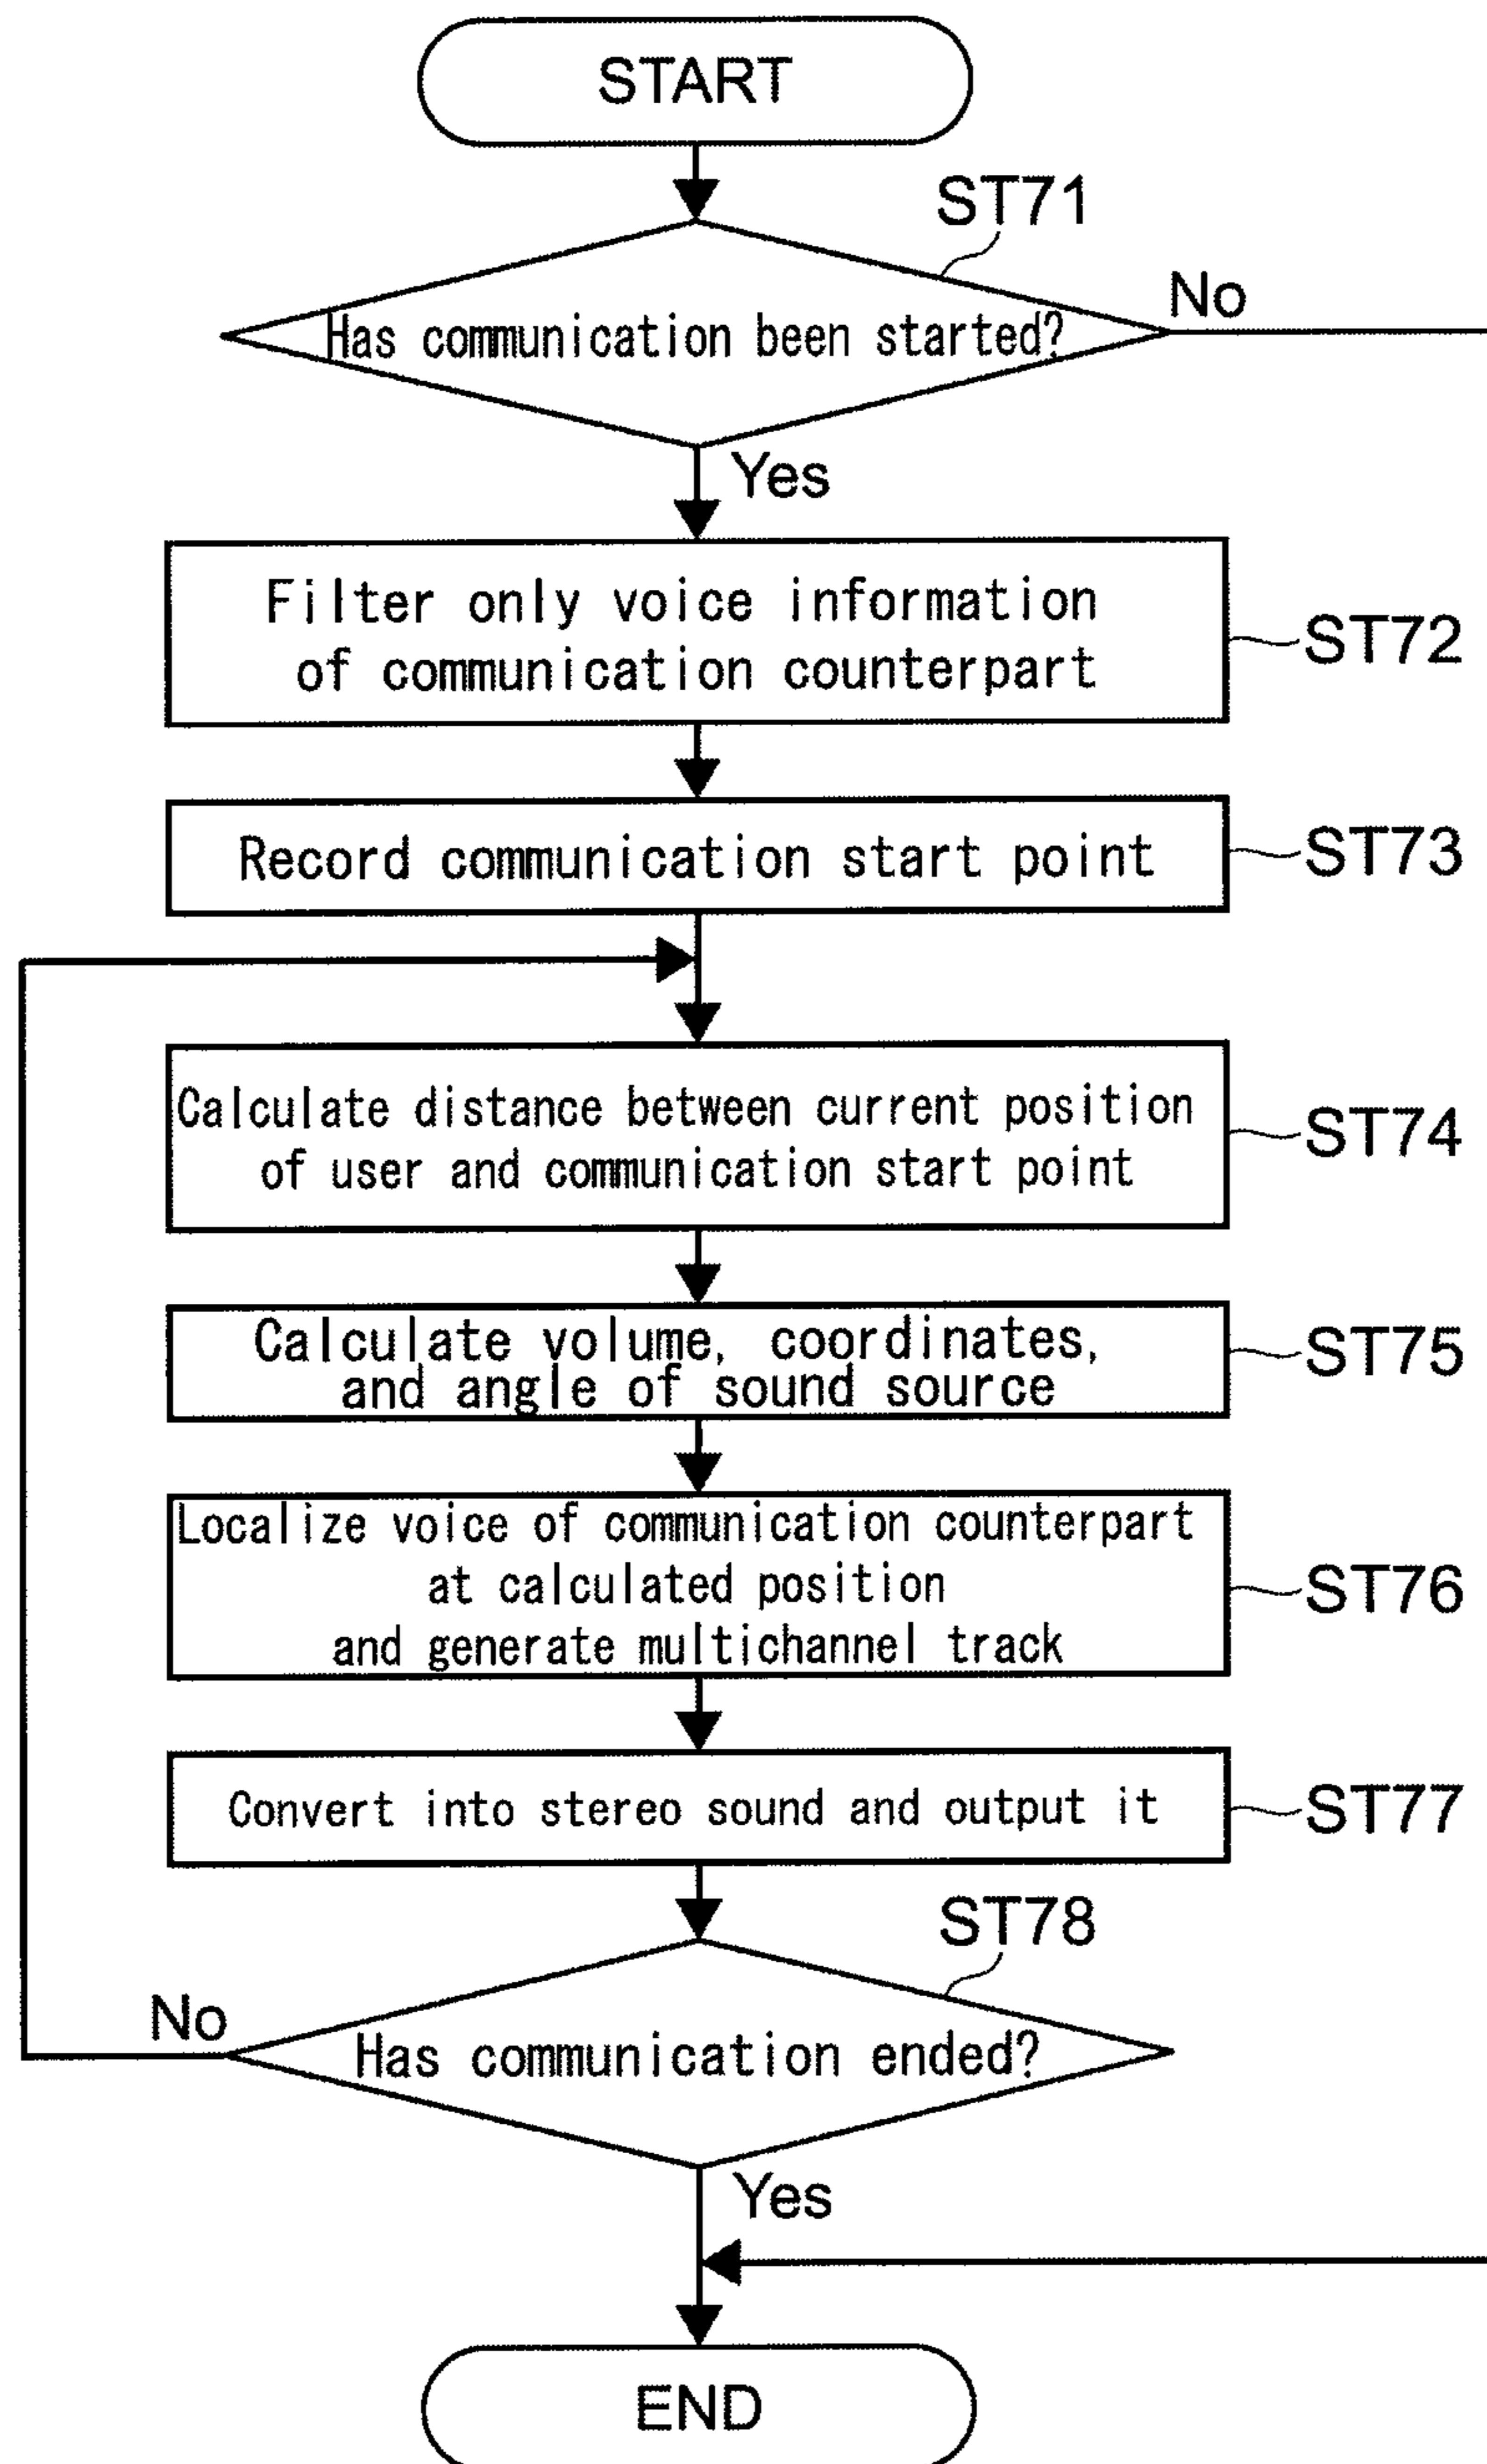 START
ST71
Has communication been started?
No
Yes
Filter only voice information
of communication counterpart
ST72
Record communication start point
ST73
Calculate distance between current position
of user and communication start point
ST74
Calculate volume, coordinates,
and angle of sound source
ST75
Localize voice of communication counterpart
at calculated position
and generate multichannel track
ST76
Convert into stereo sound and output it
ST77
ST78
No
Has communication ended?
Yes
END